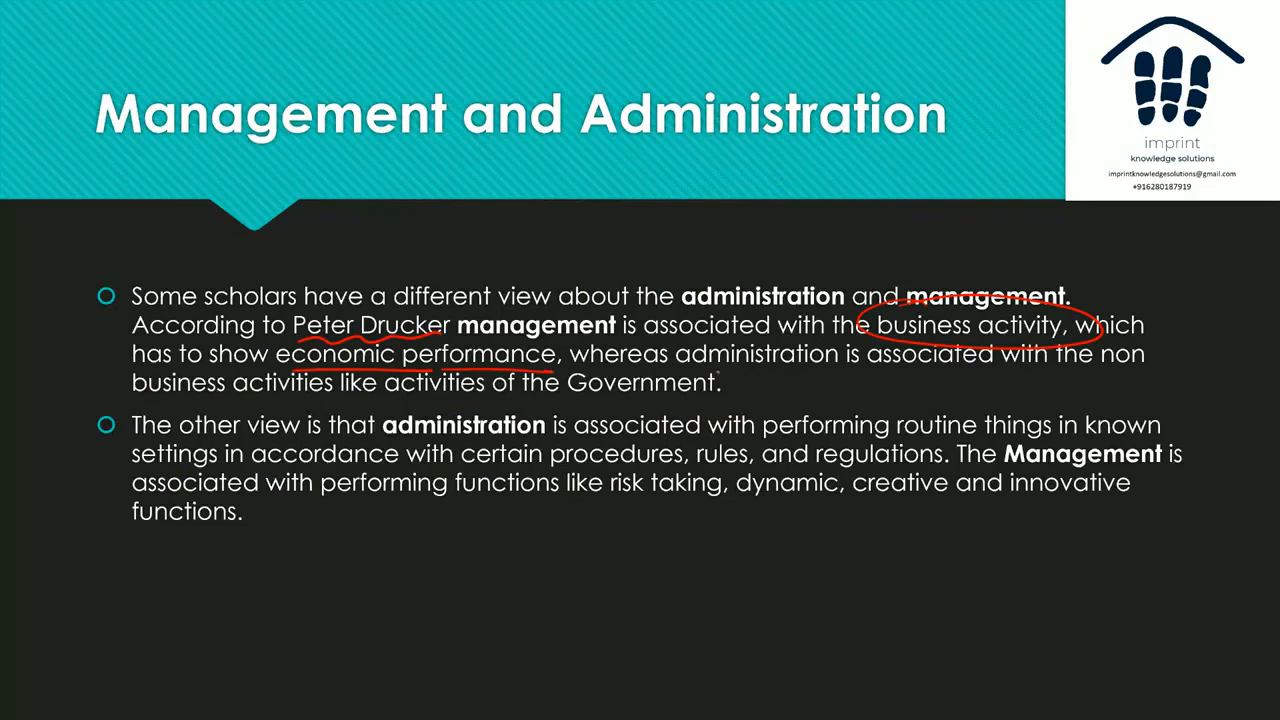 Management and Administration
imprint
knowledge solutions
imprintknowledgesolutions@gmail.com
+916280187919
Some scholars have a different view about the administration and management.
According to Peter Drucker management is associated with the business activity, which
has to show economic performance, whereas administration is associated with the non
business activities like activities of the Government.
The other view is that administration is associated with performing routine things in known
settings in accordance with certain procedures, rules, and regulations. The Management is
associated with performing functions like risk taking, dynamic, creative and innovative
functions.